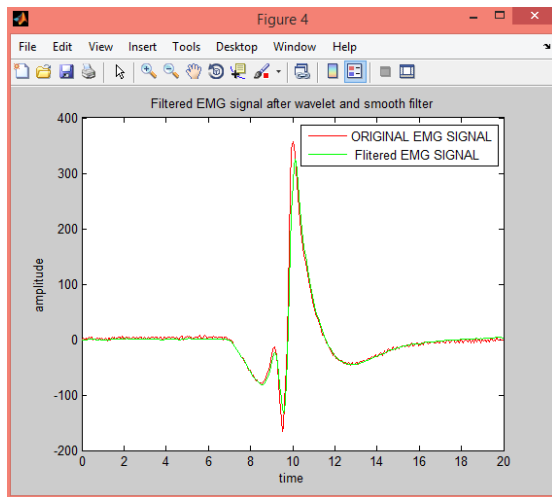 Figure 4
File Edit View Insert Tools Desktop Window Help
Filtered EMG signal after wavelet and smooth filter
ORIGINAL EMG SIGNAL
Flitered EMG SIGNAL
amplitude
400
300
200
100
0
-100
-200
0 2 4 6 8 10 12 14 16 18 20
time